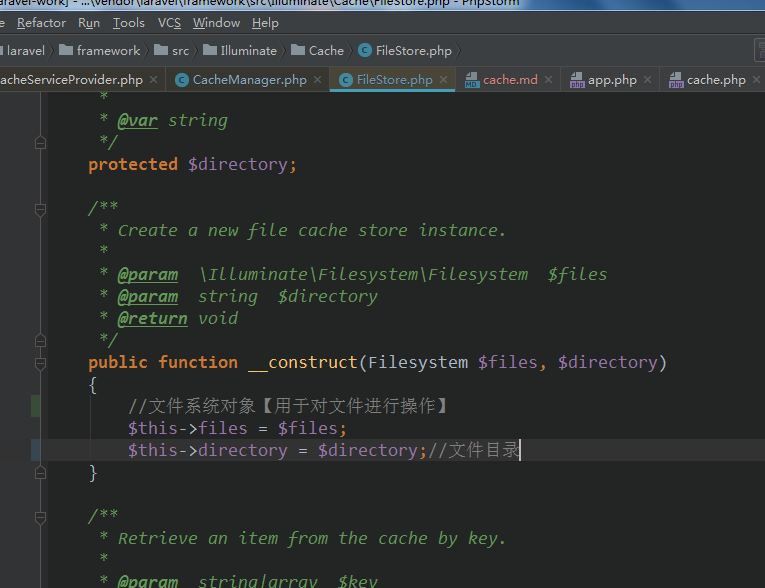 aravel-work] - ...\vendor\laravel\framework\src\Illuminate\Cache\FileStore.php - PhpStorm
e Refactor Run Tools VCS Window Help
laravel framework src Illuminate Cache FileStore.php
acheServiceProvider.php × CacheManager.php × FileStore.php × cache.md × app.php × cache.php ×
*
* @var string
*/
protected $directory;
/**
* Create a new file cache store instance.
*
* @param \Illuminate\Filesystem\Filesystem $files
* @param string $directory
* @return void
*/
public function __construct(Filesystem $files, $directory)
{
//文件系统对象【用于对文件进行操作】
$this->files = $files;
$this->directory = $directory;//文件目录
}
/**
* Retrieve an item from the cache by key.
*
* @param string|array $key